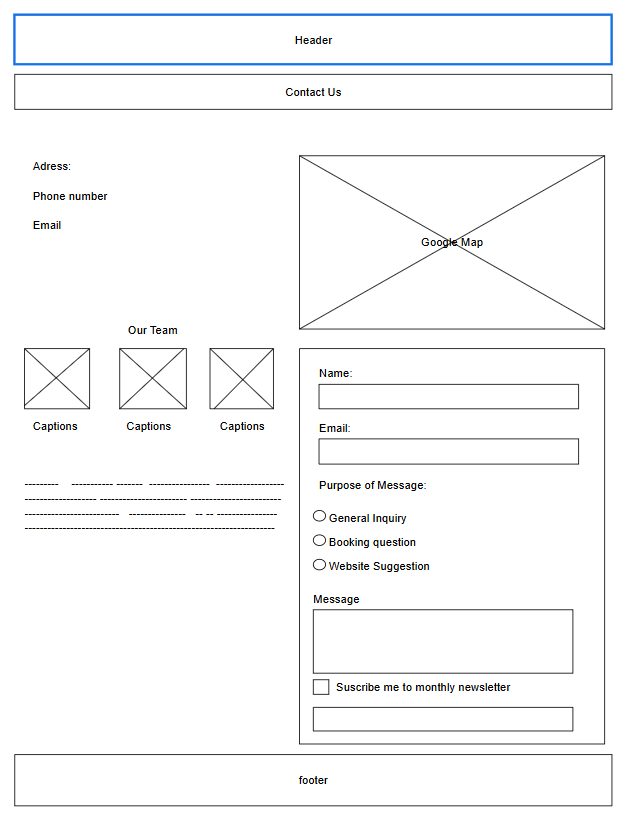 Header
Contact Us
Adress:
Phone number
Email
Google Map
Our Team
Captions
Captions
Captions
Name:
Email:
Purpose of Message:
General Inquiry
Booking question
Website Suggestion
Message
Suscribe me to monthly newsletter
footer